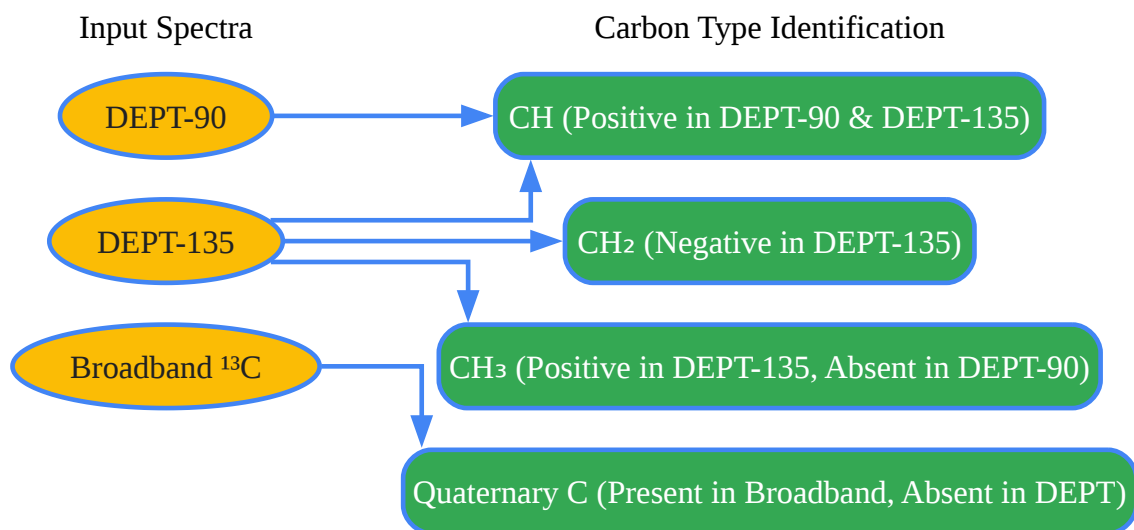 Input Spectra
Carbon Type Identification
DEPT-90
CH (Positive in DEPT-90 & DEPT-135)
DEPT-135
CH₂ (Negative in DEPT-135)
Broadband ¹³C
CH₃ (Positive in DEPT-135, Absent in DEPT-90)
Quaternary C (Present in Broadband, Absent in DEPT)